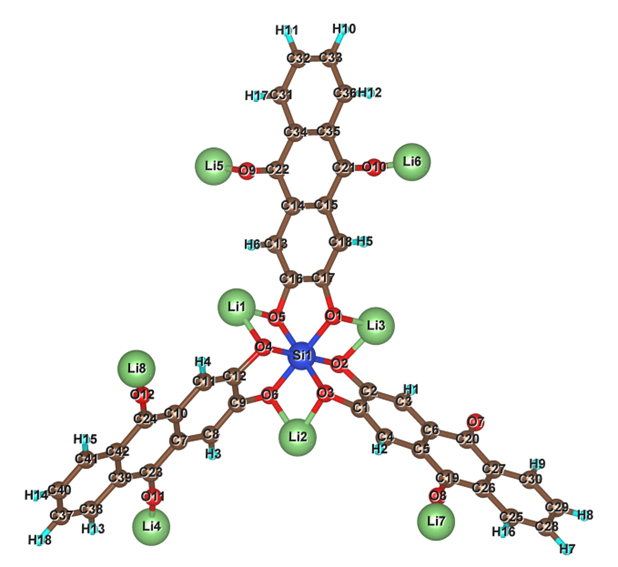 H11 H10
C32 C33
H17 C31 C36 H12
C34 C35
Li5 O9 C22 C21 O10 Li6
C14 C15
H6 C13 C18 H5
C16 C17
Li1 O5 O1 Li3
O4 Si1 O2
Li8 H4 C11 C12 C2 H1
O12 C9 O6 O3 C1 C3
C24 C10 C8 Li2 C4 C6 O7
H15 C42 C7 H3 H2 C5 C20
C41 C39 C23 C19 C27 H9
H14 C40 C38 O11 O8 C26 C30
C37 H13 Li4 Li7 C25 C29 H8
H18 H16 C28
H7